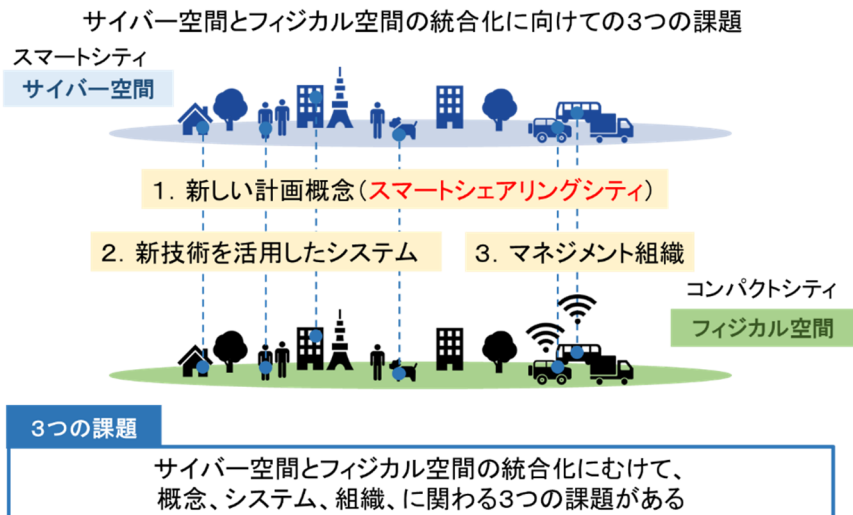 サイバー空間とフィジカル空間の統合化に向けての3つの課題
スマートシティ
サイバー空間
1. 新しい計画概念(スマートシェアリングシティ)
2. 新技術を活用したシステム
3. マネジメント組織
コンパクトシティ
フィジカル空間
3つの課題
サイバー空間とフィジカル空間の統合化にむけて、
概念、システム、組織、に関わる3つの課題がある